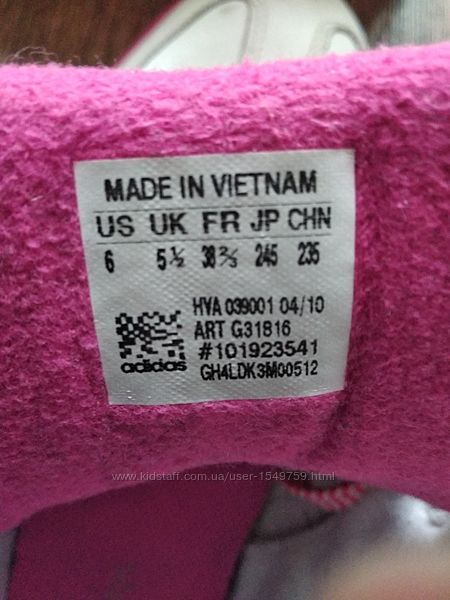 MADE IN VIETNAM
US UK FR JP CHN
6 5½ 38⅔ 245 235
HVA 039001 04/10
ART G31816
#101923541
adidas
GH4LDK3M00512
www.kidstaff.com.ua/user-1549759.html